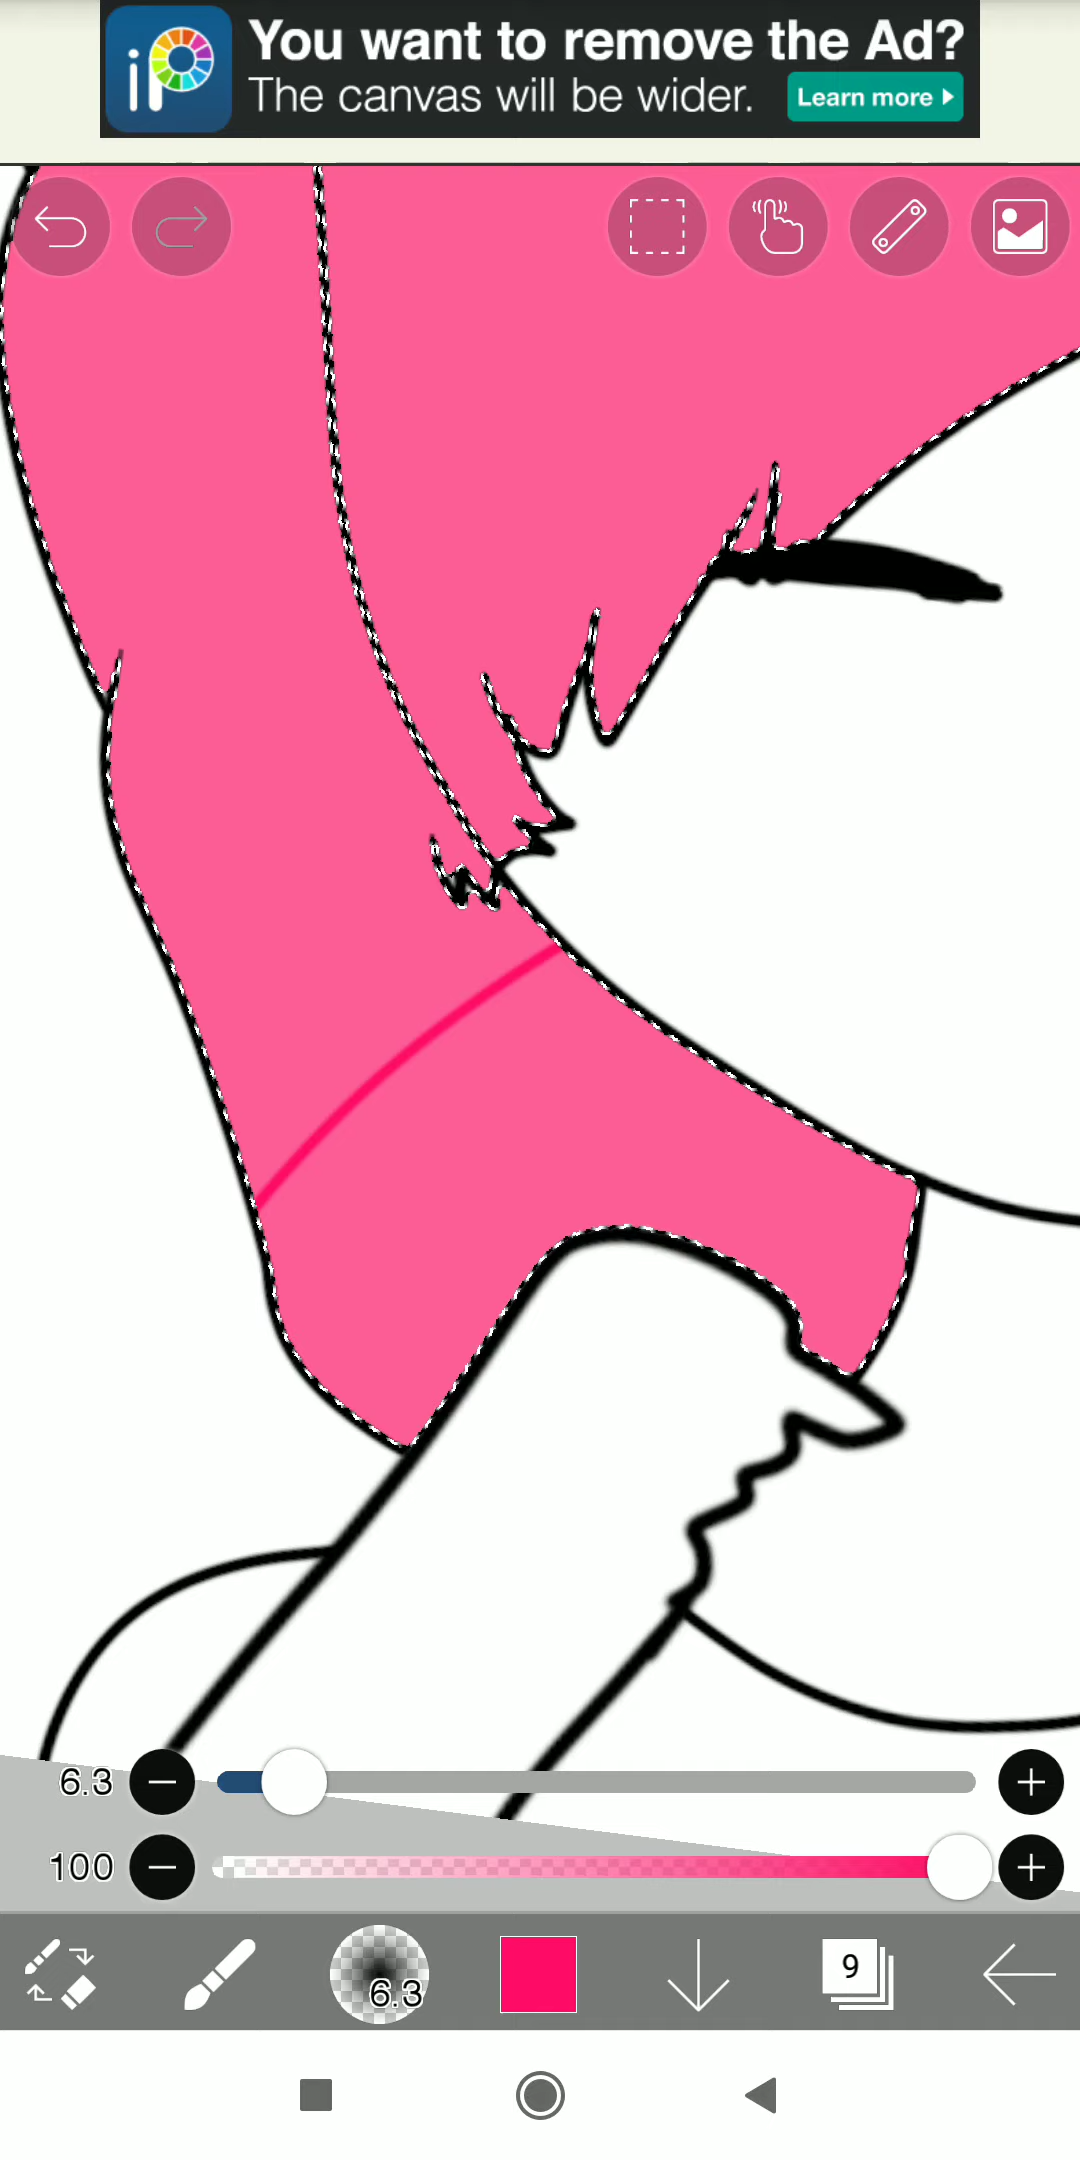 iP
You want to remove the Ad?
The canvas will be wider.
Learn more
6.3
100
6.3
9